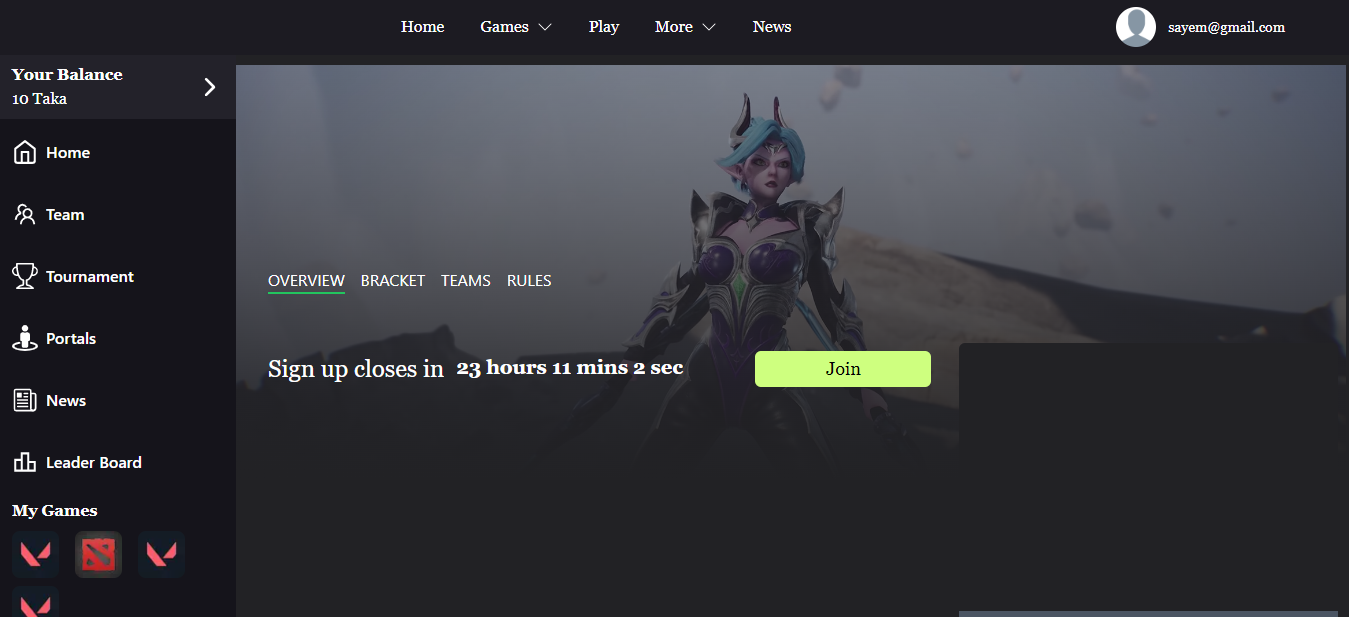 Home Games Play More News
sayem@gmail.com
Your Balance
10 Taka
Home
Team
Tournament
Portals
News
Leader Board
My Games
OVERVIEW BRACKET TEAMS RULES
Sign up closes in 23 hours 11 mins 2 sec
Join